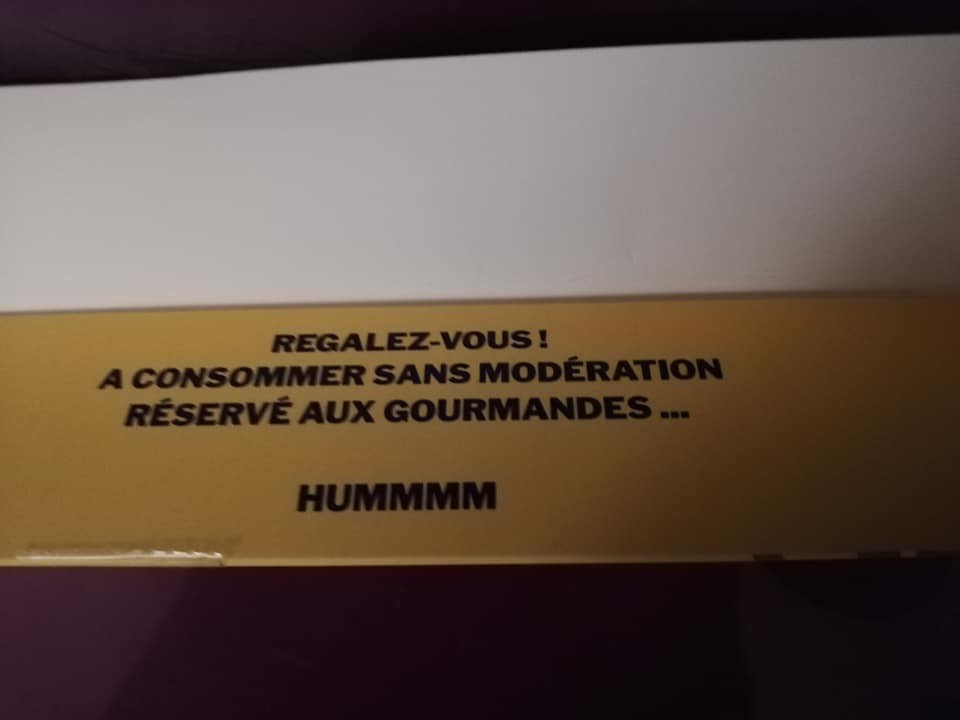 REGALEZ-VOUS !
A CONSOMMER SANS MODÉRATION
RÉSERVÉ AUX GOURMANDES ...
HUMMMM